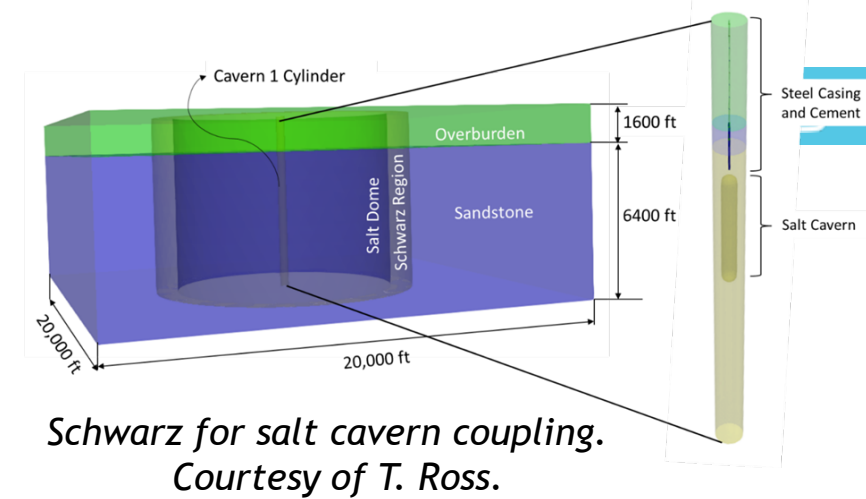 Cavern 1 Cylinder
Overburden
1600 ft
Salt Dome
Schwarz Region
Sandstone
6400 ft
20,000 ft
20,000 ft
Steel Casing
and Cement
Salt Cavern
Schwarz for salt cavern coupling.
Courtesy of T. Ross.